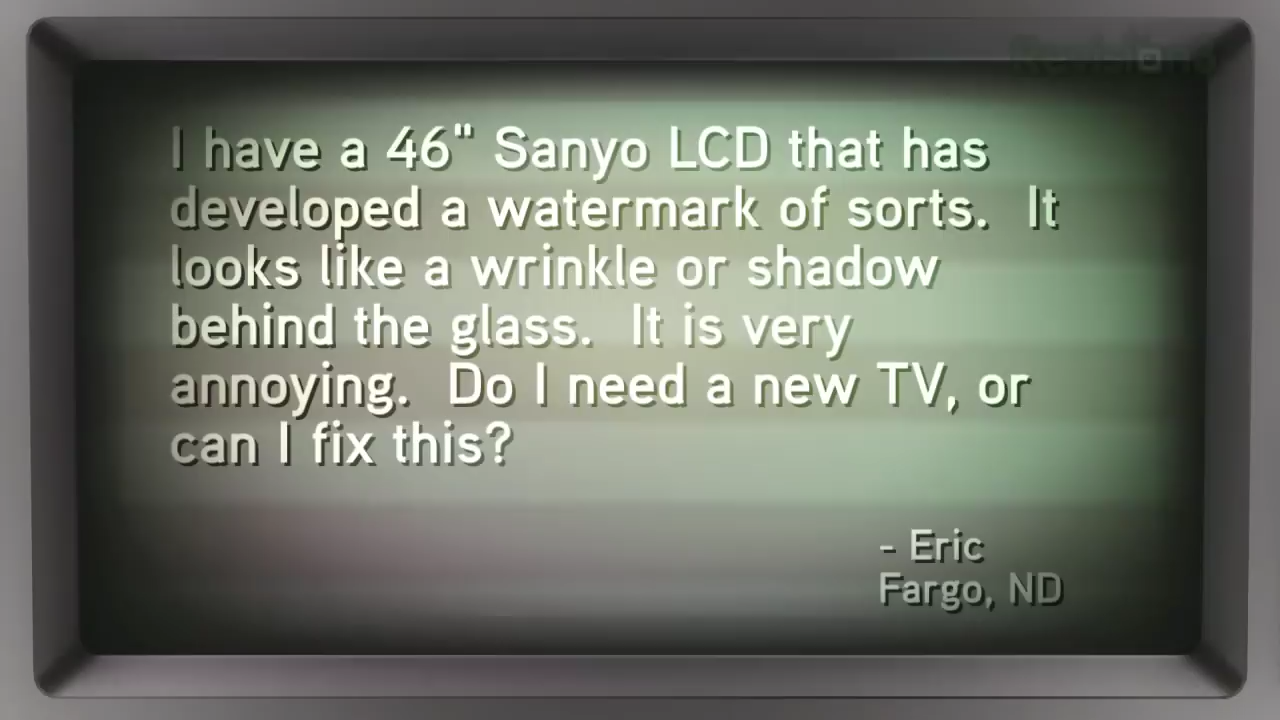 I have a 46" Sanyo LCD that has
developed a watermark of sorts.  It
looks like a wrinkle or shadow
behind the glass.  It is very
annoying.  Do I need a new TV, or
can I fix this?
- Eric
Fargo, ND